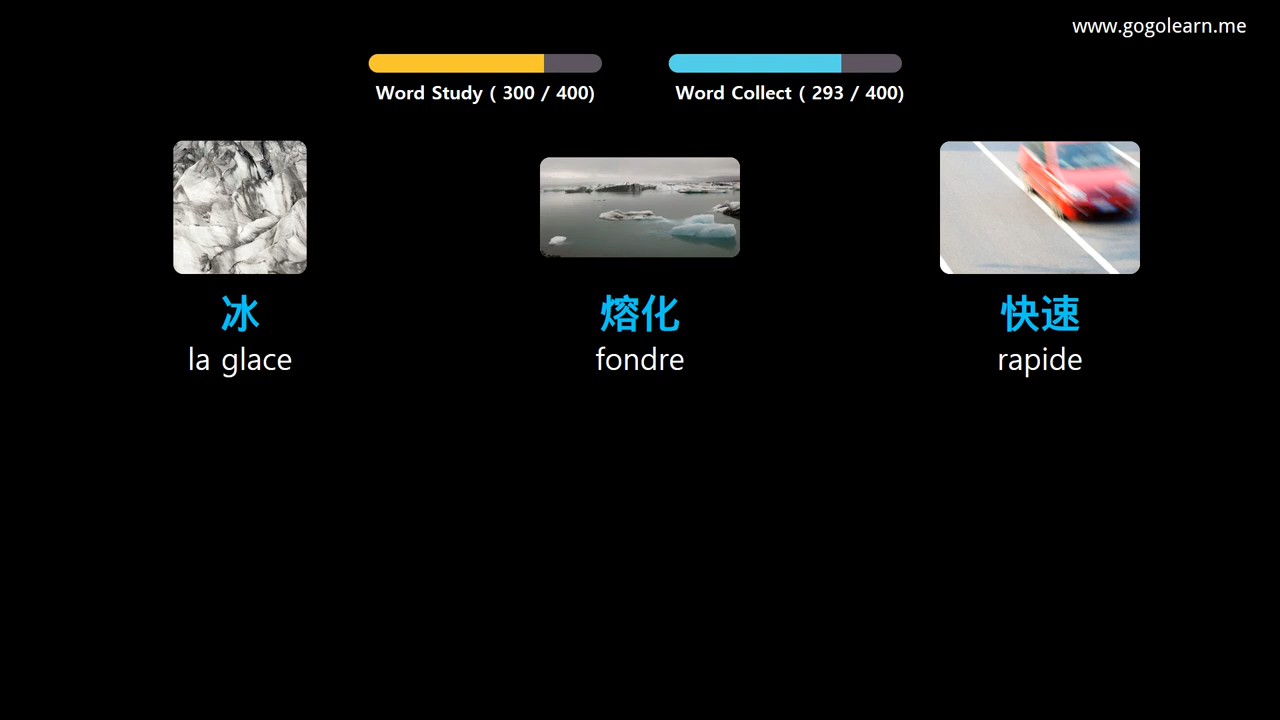 www.gogolearn.me
Word Study ( 300 / 400)
Word Collect ( 293 / 400)
冰
la glace
熔化
fondre
快速
rapide